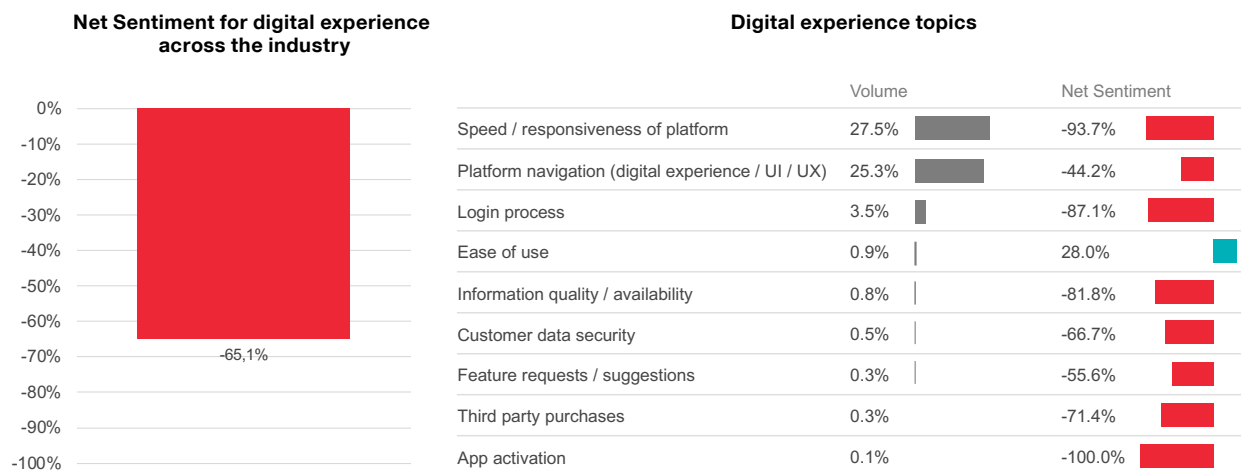 Net Sentiment for digital experience
across the industry
0%
-10%
-20%
-30%
-40%
-50%
-60%
-70%
-80%
-90%
-100%
-65,1%
Digital experience topics
Volume Net Sentiment
Speed / responsiveness of platform 27.5% -93.7%
Platform navigation (digital experience / UI / UX) 25.3% -44.2%
Login process 3.5% -87.1%
Ease of use 0.9% 28.0%
Information quality / availability 0.8% -81.8%
Customer data security 0.5% -66.7%
Feature requests / suggestions 0.3% -55.6%
Third party purchases 0.3% -71.4%
App activation 0.1% -100.0%